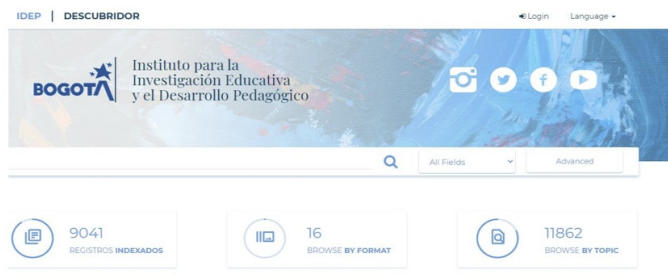 IDEP | DESCUBRIDOR
Login Language
BOGOTÁ
Instituto para la
Investigación Educativa
y el Desarrollo Pedagógico
All Fields
Advanced
9041
REGISTROS INDEXADOS
16
BROWSE BY FORMAT
11862
BROWSE BY TOPIC